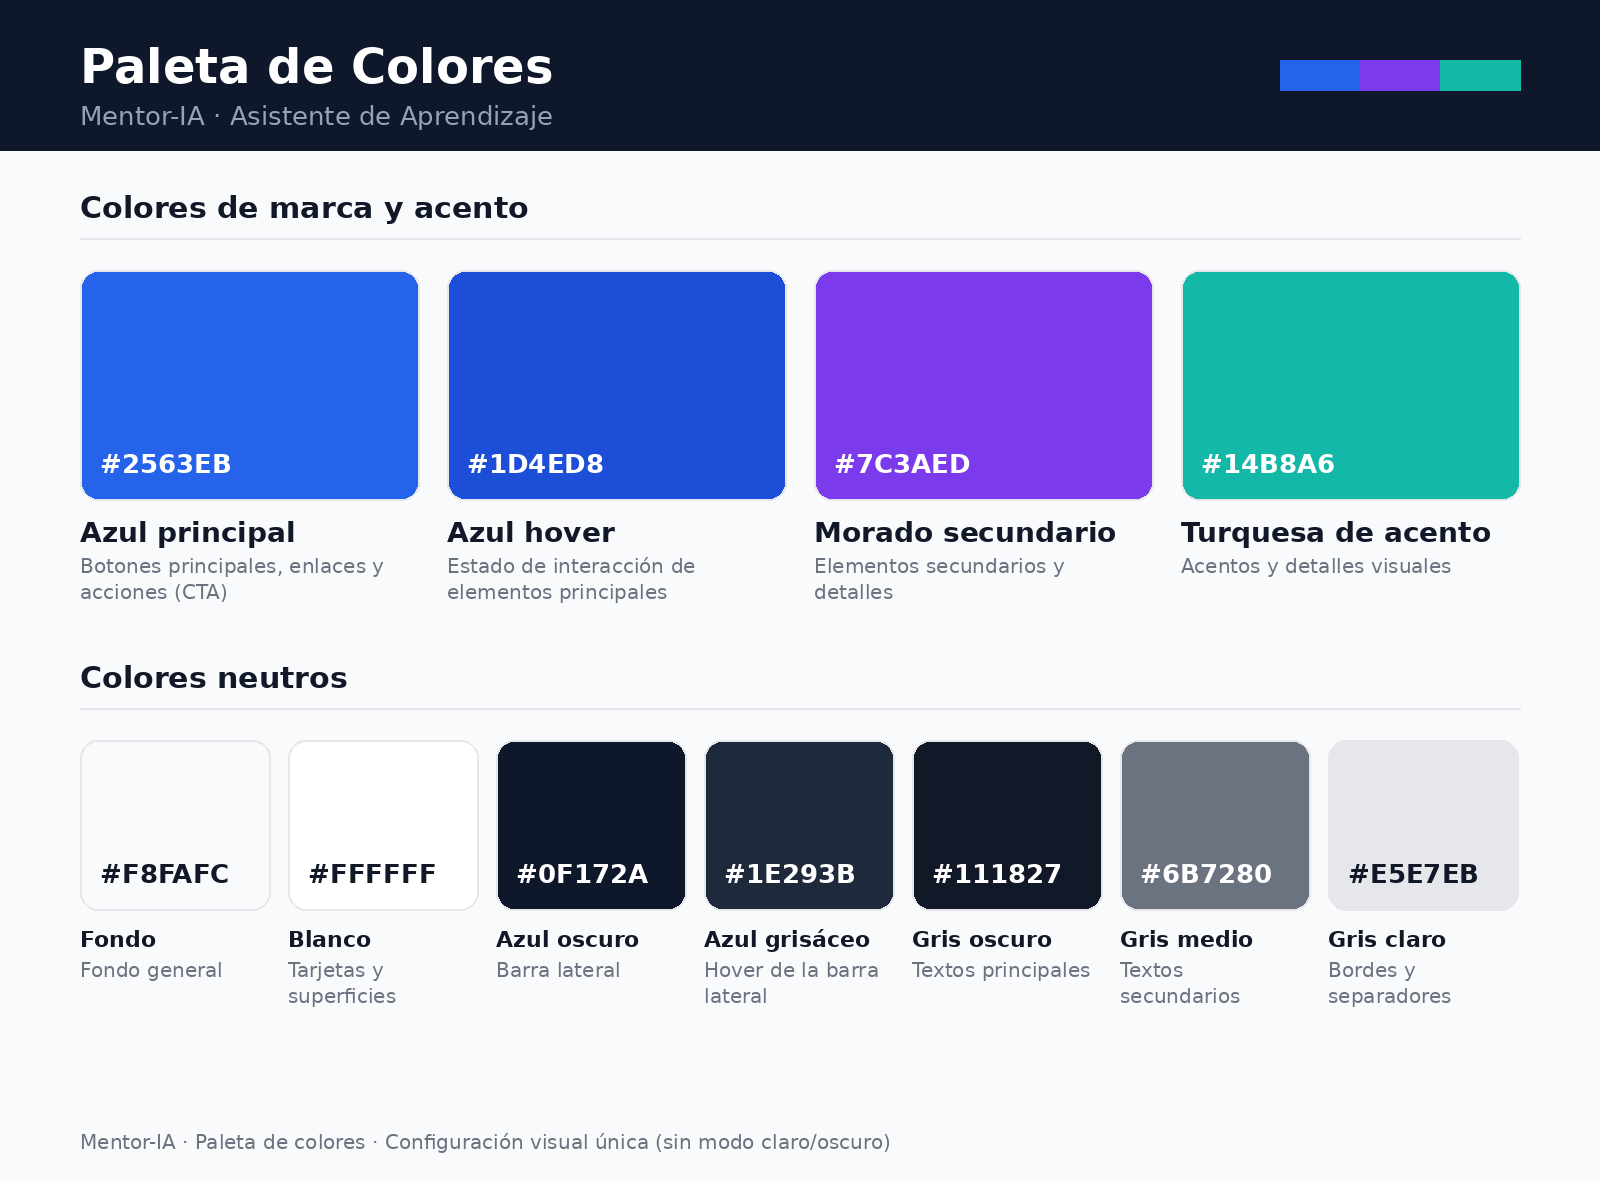 Paleta de Colores
Mentor-IA · Asistente de Aprendizaje
Colores de marca y acento
#2563EB
#1D4ED8
#7C3AED
#14B8A6
Azul principal
Botones principales, enlaces y
acciones (CTA)
Azul hover
Estado de interacción de
elementos principales
Morado secundario
Elementos secundarios y
detalles
Turquesa de acento
Acentos y detalles visuales
Colores neutros
#F8FAFC
#FFFFFF
#0F172A
#1E293B
#111827
#6B7280
#E5E7EB
Fondo
Fondo general
Blanco
Tarjetas y
superficies
Azul oscuro
Barra lateral
Azul grisáceo
Hover de la barra
lateral
Gris oscuro
Textos principales
Gris medio
Textos
secundarios
Gris claro
Bordes y
separadores
Mentor-IA · Paleta de colores · Configuración visual única (sin modo claro/oscuro)